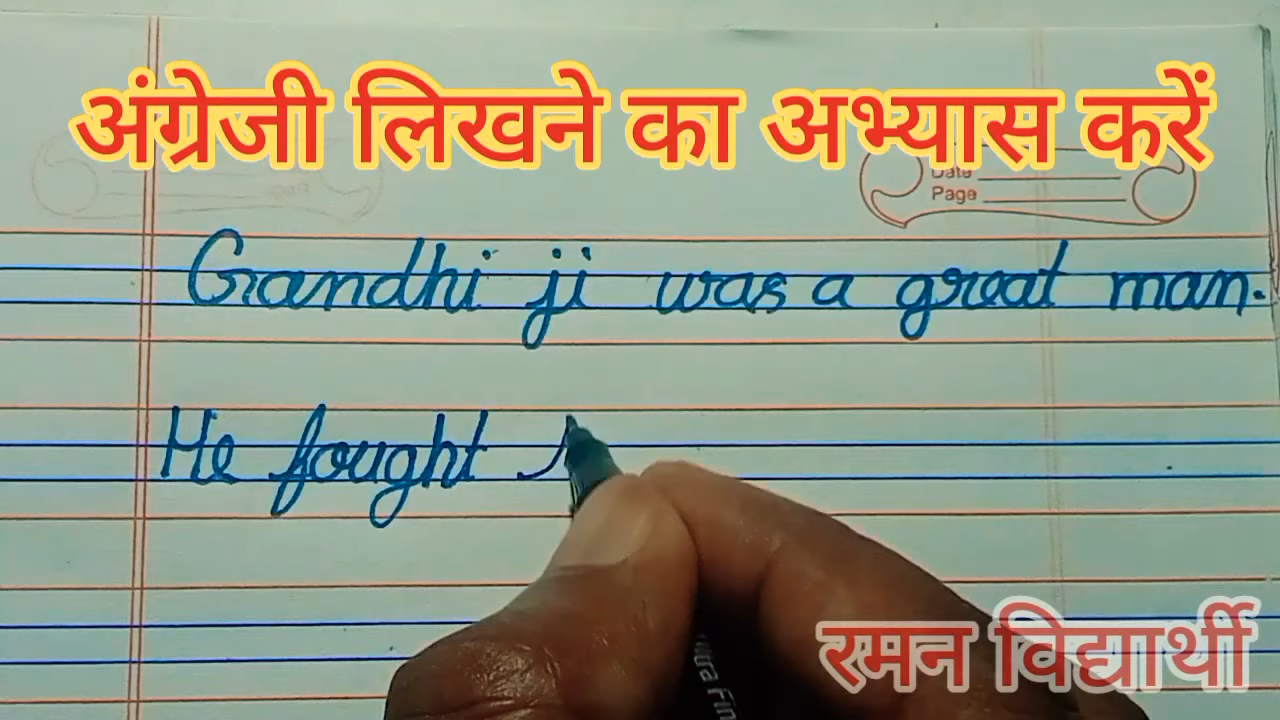 अंग्रेजी लिखने का अभ्यास करें
Date
Page
Gandhi ji was a great man.
He fought
रमन विद्यार्थी